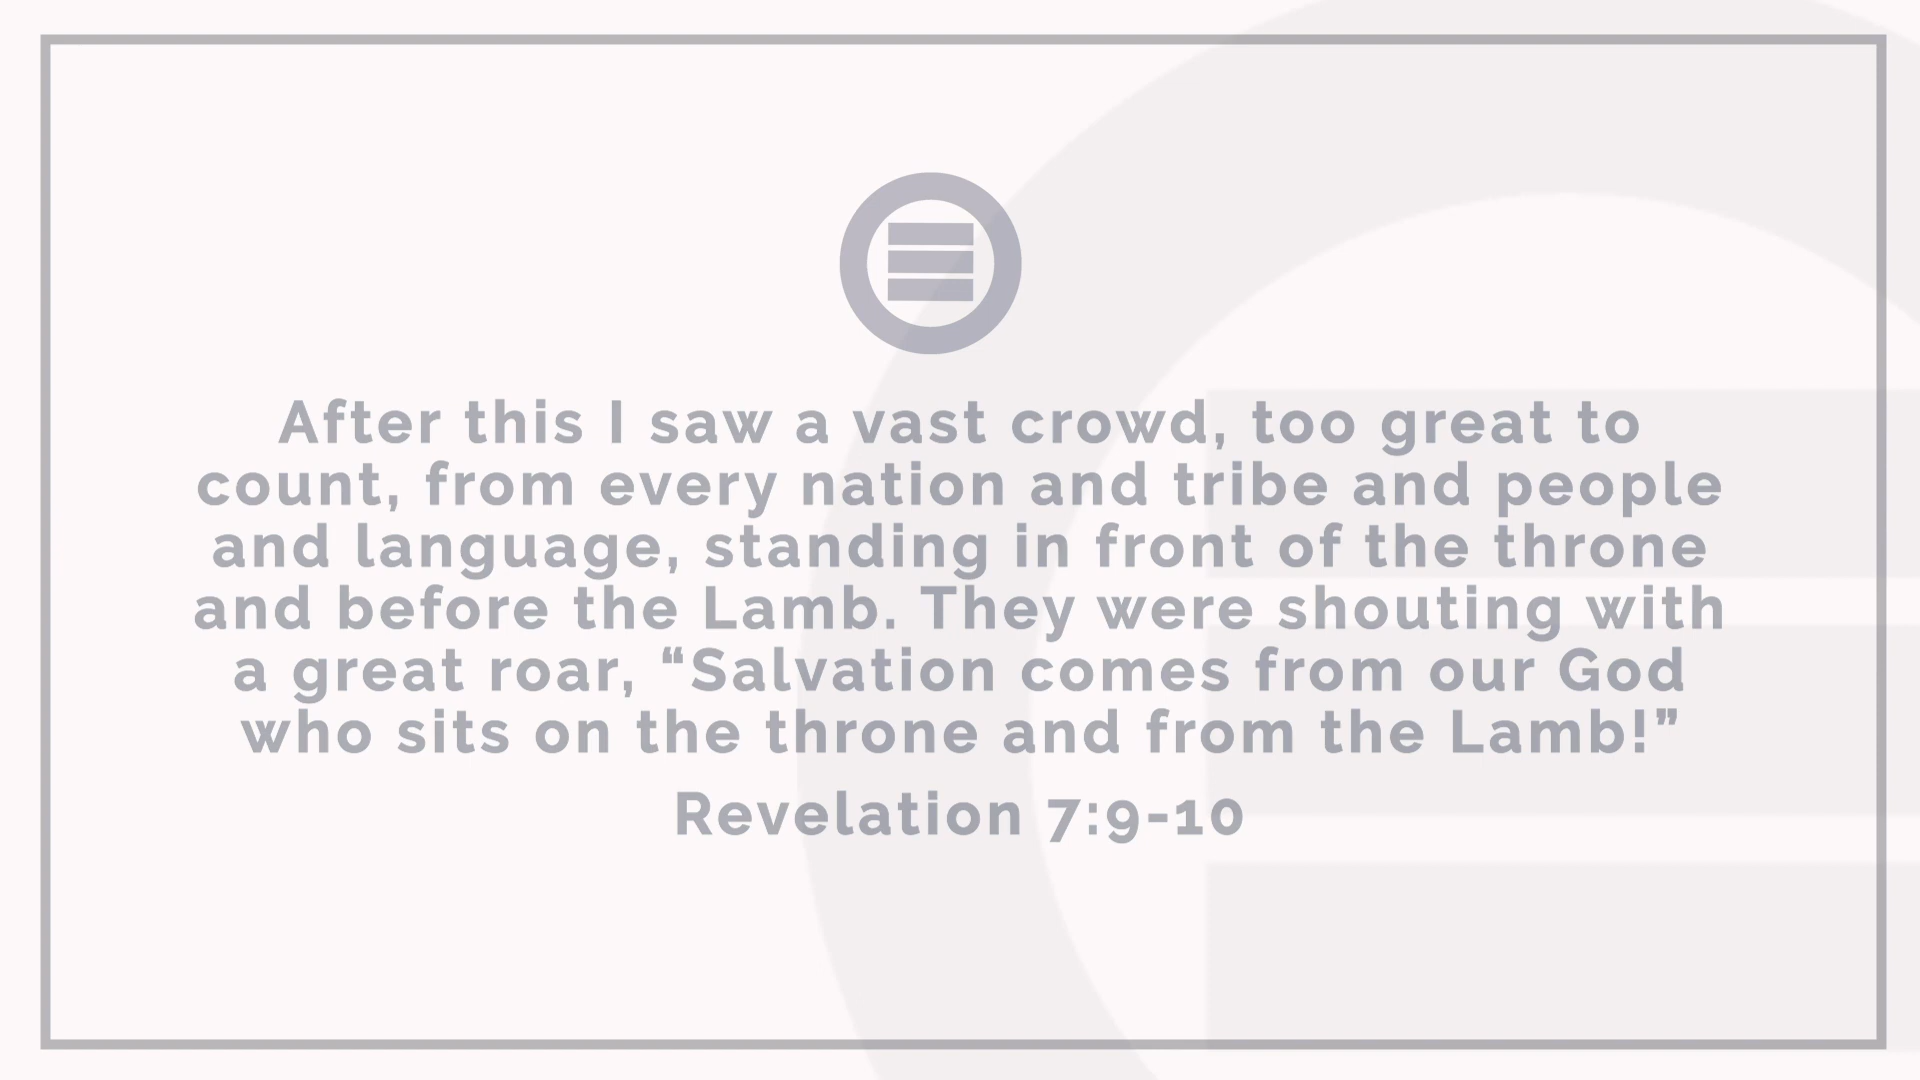 After this I saw a vast crowd, too great to
count, from every nation and tribe and people
and language, standing in front of the throne
and before the Lamb. They were shouting with
a great roar, “Salvation comes from our God
who sits on the throne and from the Lamb!”
Revelation 7:9-10